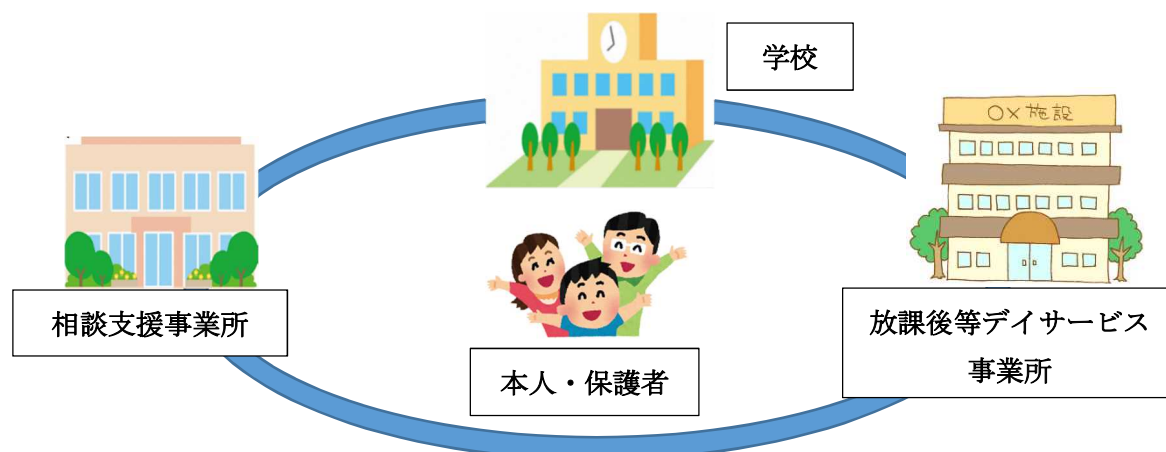 学校
○×施設
相談支援事業所
放課後等デイサービス
事業所
本人・保護者